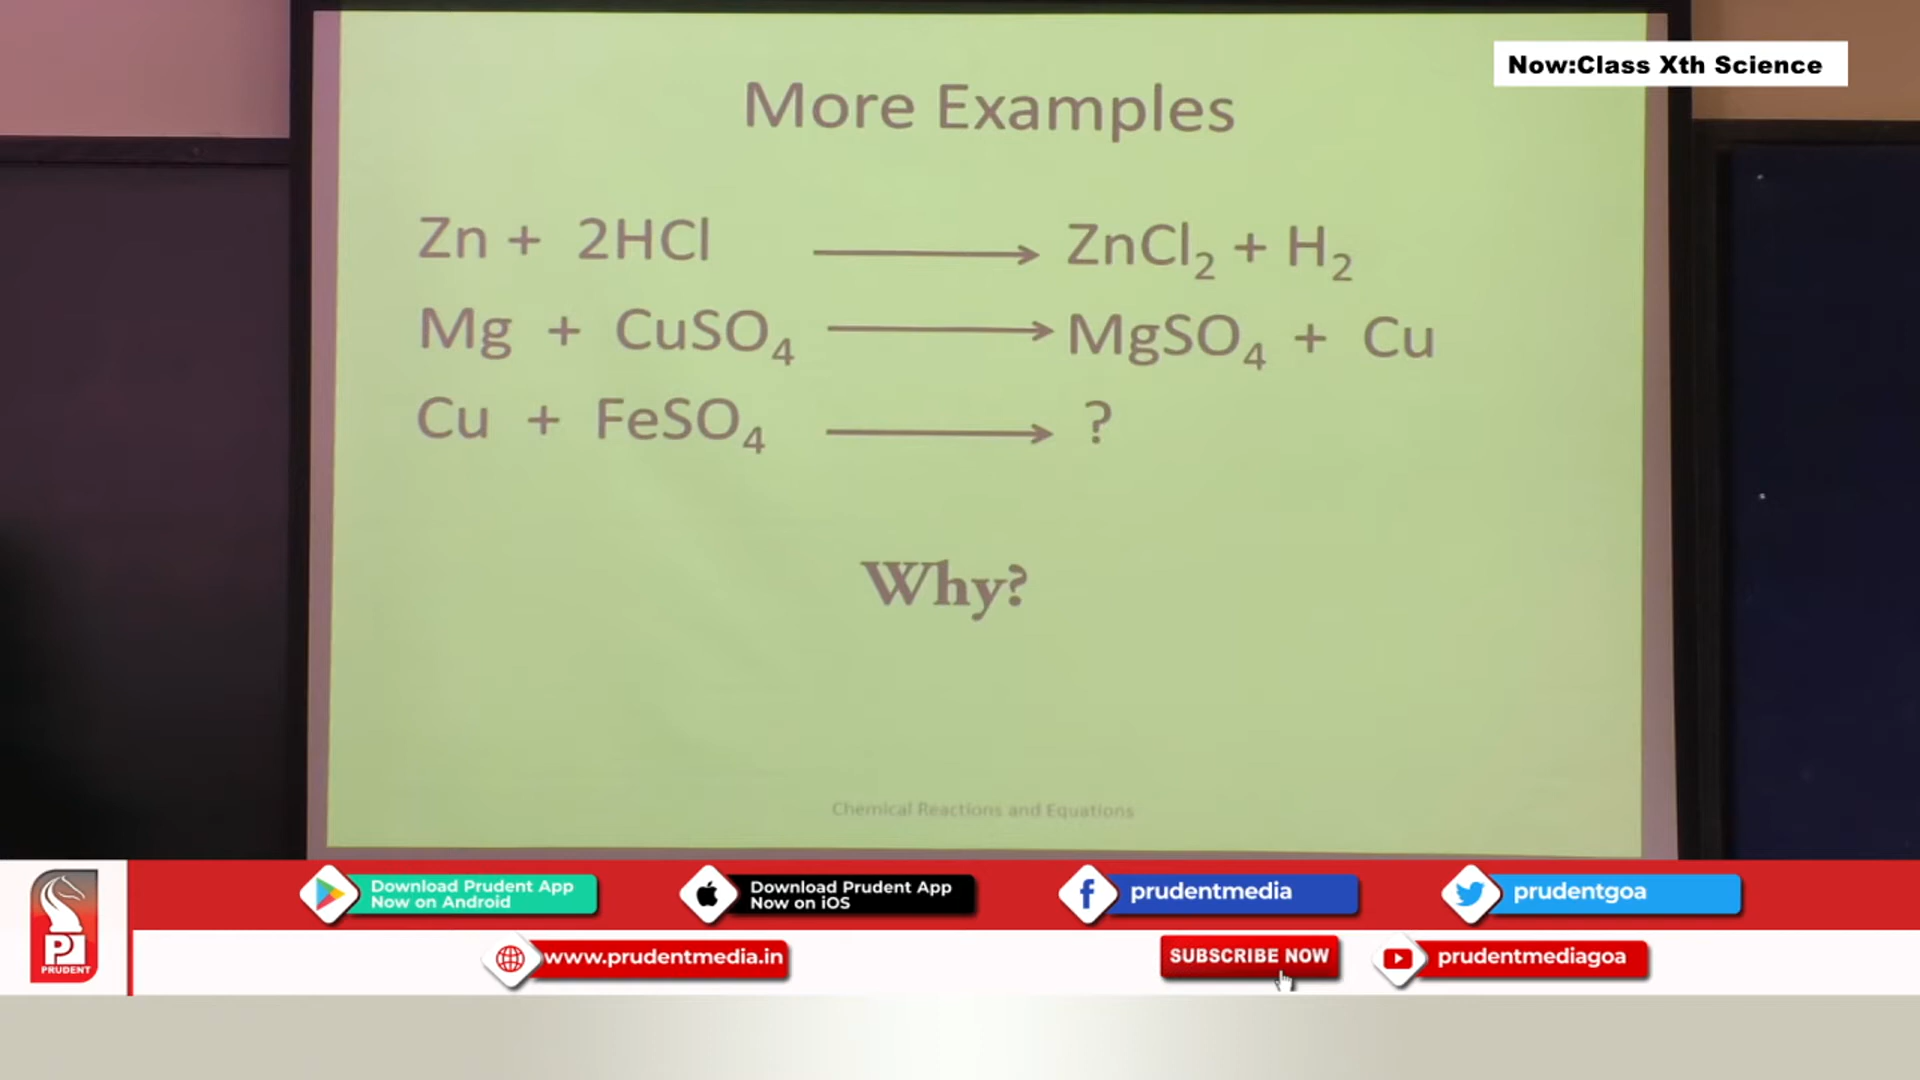 Now:Class Xth Science
More Examples
Zn + 2HCl → ZnCl₂ + H₂
Mg + CuSO₄ → MgSO₄ + Cu
Cu + FeSO₄ → ?
Why?
Chemical Reactions and Equations
Download Prudent App
Now on Android
Download Prudent App
Now on iOS
prudentmedia
prudentgoa
PRUDENT
www.prudentmedia.in
SUBSCRIBE NOW
prudentmediagoa